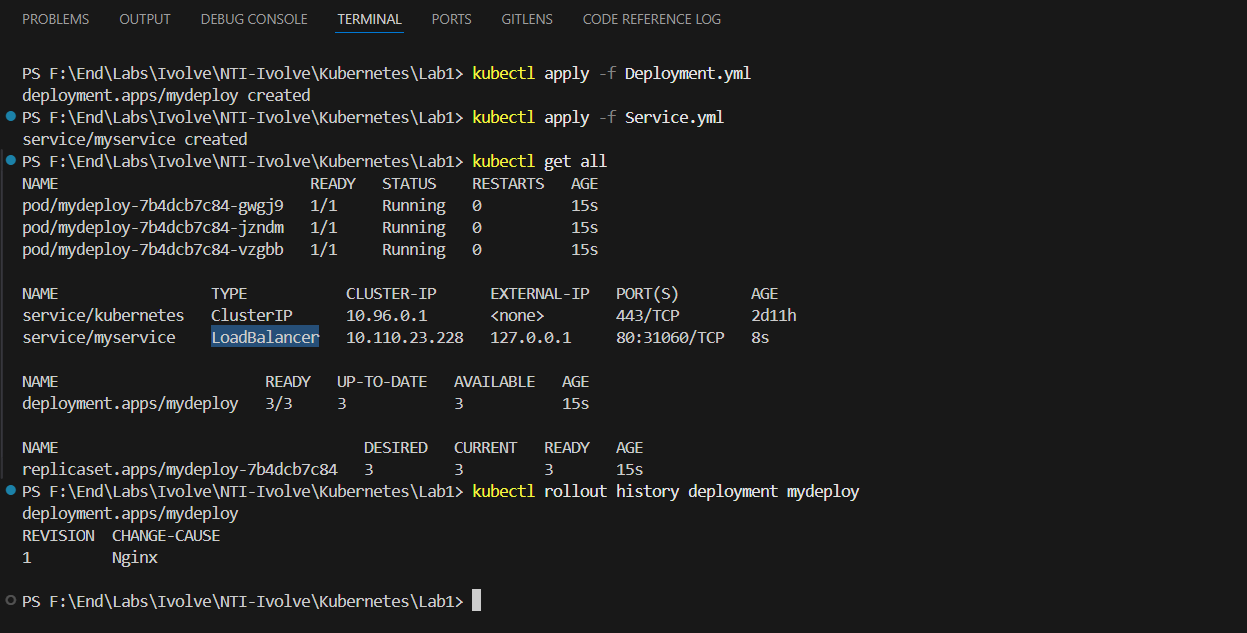 PROBLEMS OUTPUT DEBUG CONSOLE TERMINAL PORTS GITLENS CODE REFERENCE LOG
PS F:\End\Labs\Ivolve\NTI-Ivolve\Kubernetes\Lab1> kubectl apply -f Deployment.yml
deployment.apps/mydeploy created
PS F:\End\Labs\Ivolve\NTI-Ivolve\Kubernetes\Lab1> kubectl apply -f Service.yml
service/myservice created
PS F:\End\Labs\Ivolve\NTI-Ivolve\Kubernetes\Lab1> kubectl get all
NAME READY STATUS RESTARTS AGE
pod/mydeploy-7b4dcb7c84-gwgj9 1/1 Running 0 15s
pod/mydeploy-7b4dcb7c84-jzndm 1/1 Running 0 15s
pod/mydeploy-7b4dcb7c84-vzgbb 1/1 Running 0 15s
NAME TYPE CLUSTER-IP EXTERNAL-IP PORT(S) AGE
service/kubernetes ClusterIP 10.96.0.1 <none> 443/TCP 2d11h
service/myservice LoadBalancer 10.110.23.228 127.0.0.1 80:31060/TCP 8s
NAME READY UP-TO-DATE AVAILABLE AGE
deployment.apps/mydeploy 3/3 3 3 15s
NAME DESIRED CURRENT READY AGE
replicaset.apps/mydeploy-7b4dcb7c84 3 3 3 15s
PS F:\End\Labs\Ivolve\NTI-Ivolve\Kubernetes\Lab1> kubectl rollout history deployment mydeploy
deployment.apps/mydeploy
REVISION CHANGE-CAUSE
1 Nginx
PS F:\End\Labs\Ivolve\NTI-Ivolve\Kubernetes\Lab1>